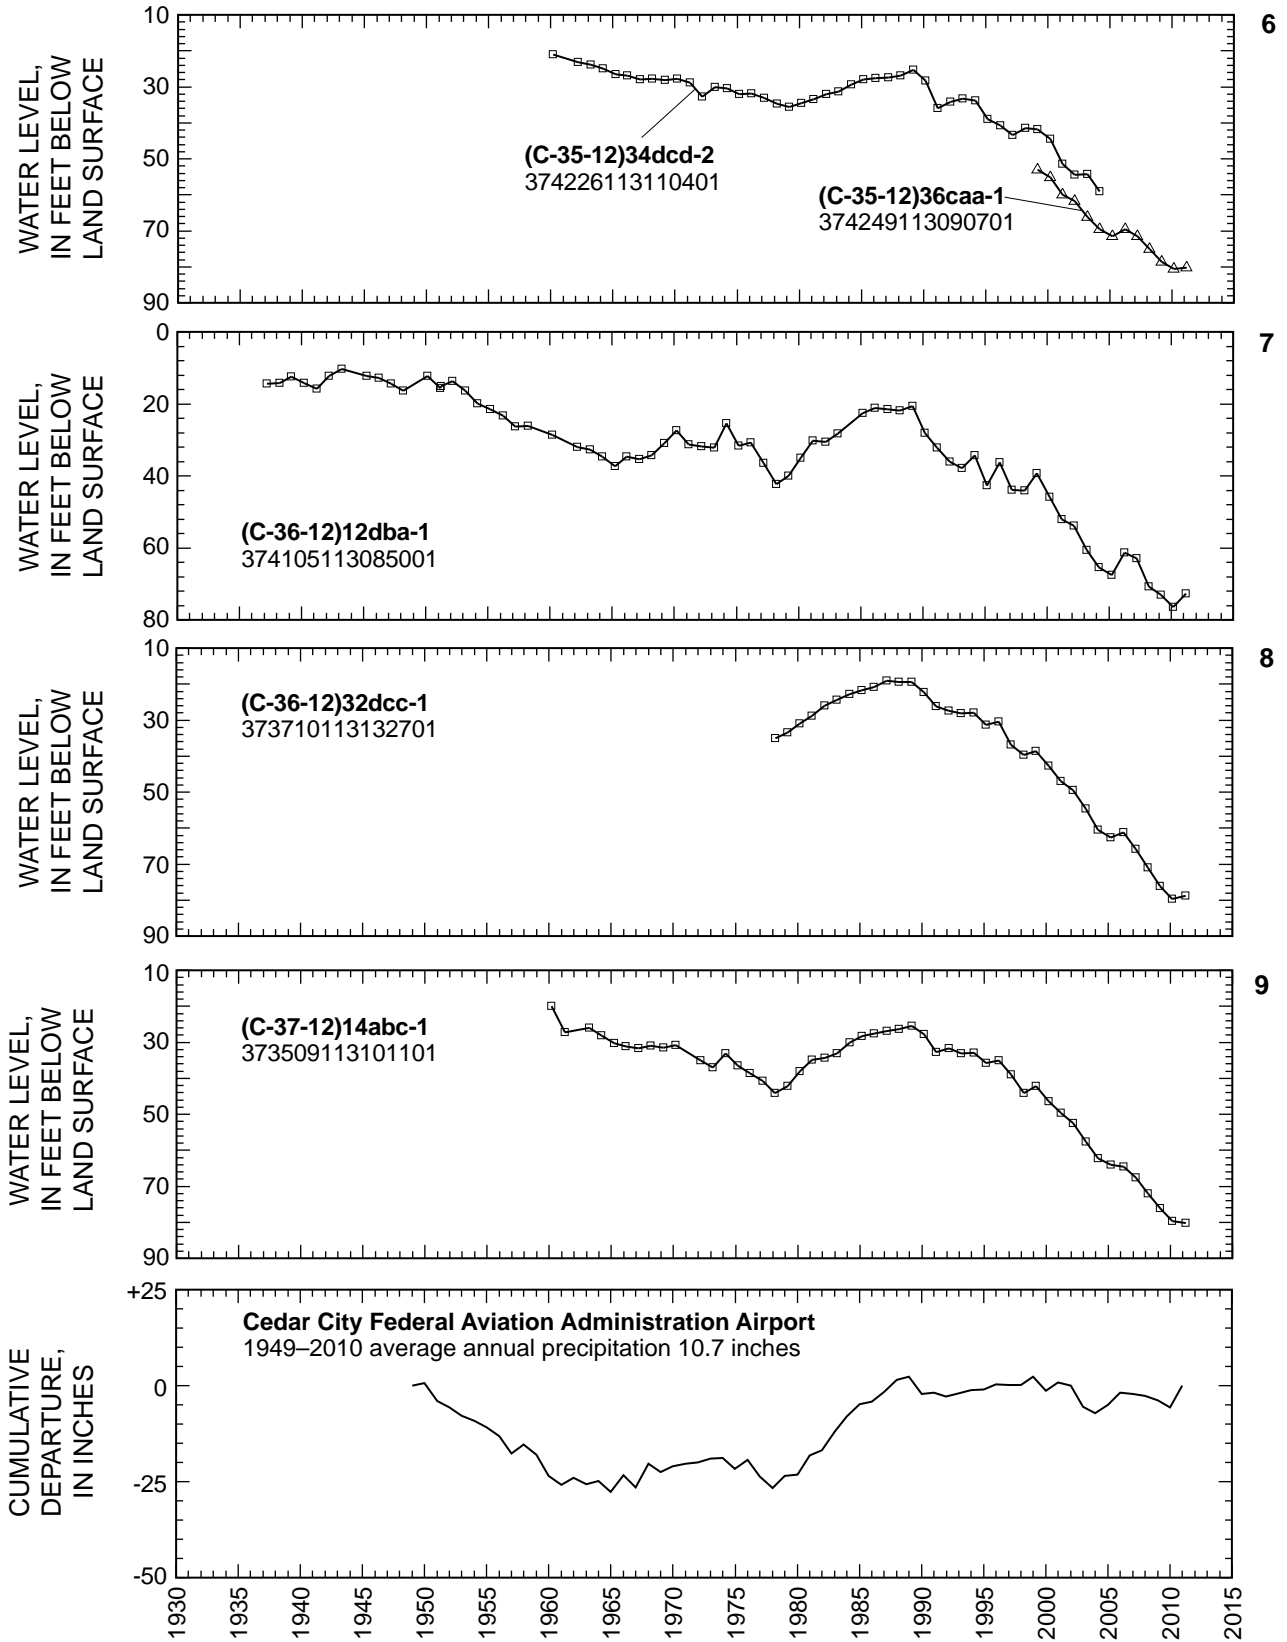 6
WATER LEVEL,
IN FEET BELOW
LAND SURFACE
10
30
50
70
90
(C-35-12)34dcd-2
374226113110401
(C-35-12)36caa-1
374249113090701
7
WATER LEVEL,
IN FEET BELOW
LAND SURFACE
0
20
40
60
80
(C-36-12)12dba-1
374105113085001
8
WATER LEVEL,
IN FEET BELOW
LAND SURFACE
10
30
50
70
90
(C-36-12)32dcc-1
373710113132701
9
WATER LEVEL,
IN FEET BELOW
LAND SURFACE
10
30
50
70
90
(C-37-12)14abc-1
373509113101101
CUMULATIVE
DEPARTURE,
IN INCHES
+25
0
-25
-50
Cedar City Federal Aviation Administration Airport
1949–2010 average annual precipitation 10.7 inches
1930 1935 1940 1945 1950 1955 1960 1965 1970 1975 1980 1985 1990 1995 2000 2005 2010 2015